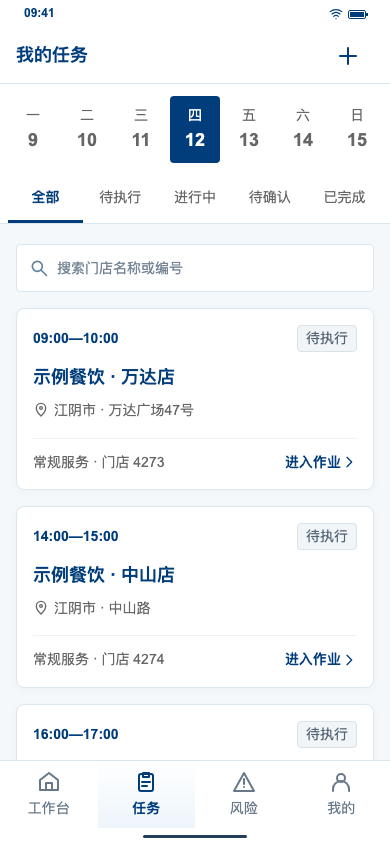 09:41
我的任务
一 二 三 四 五 六 日
9 10 11 12 13 14 15
全部 待执行 进行中 待确认 已完成
搜索门店名称或编号
09:00—10:00 待执行
示例餐饮 · 万达店
江阴市 · 万达广场47号
常规服务 · 门店 4273 进入作业
14:00—15:00 待执行
示例餐饮 · 中山店
江阴市 · 中山路
常规服务 · 门店 4274 进入作业
16:00—17:00 待执行
工作台 任务 风险 我的